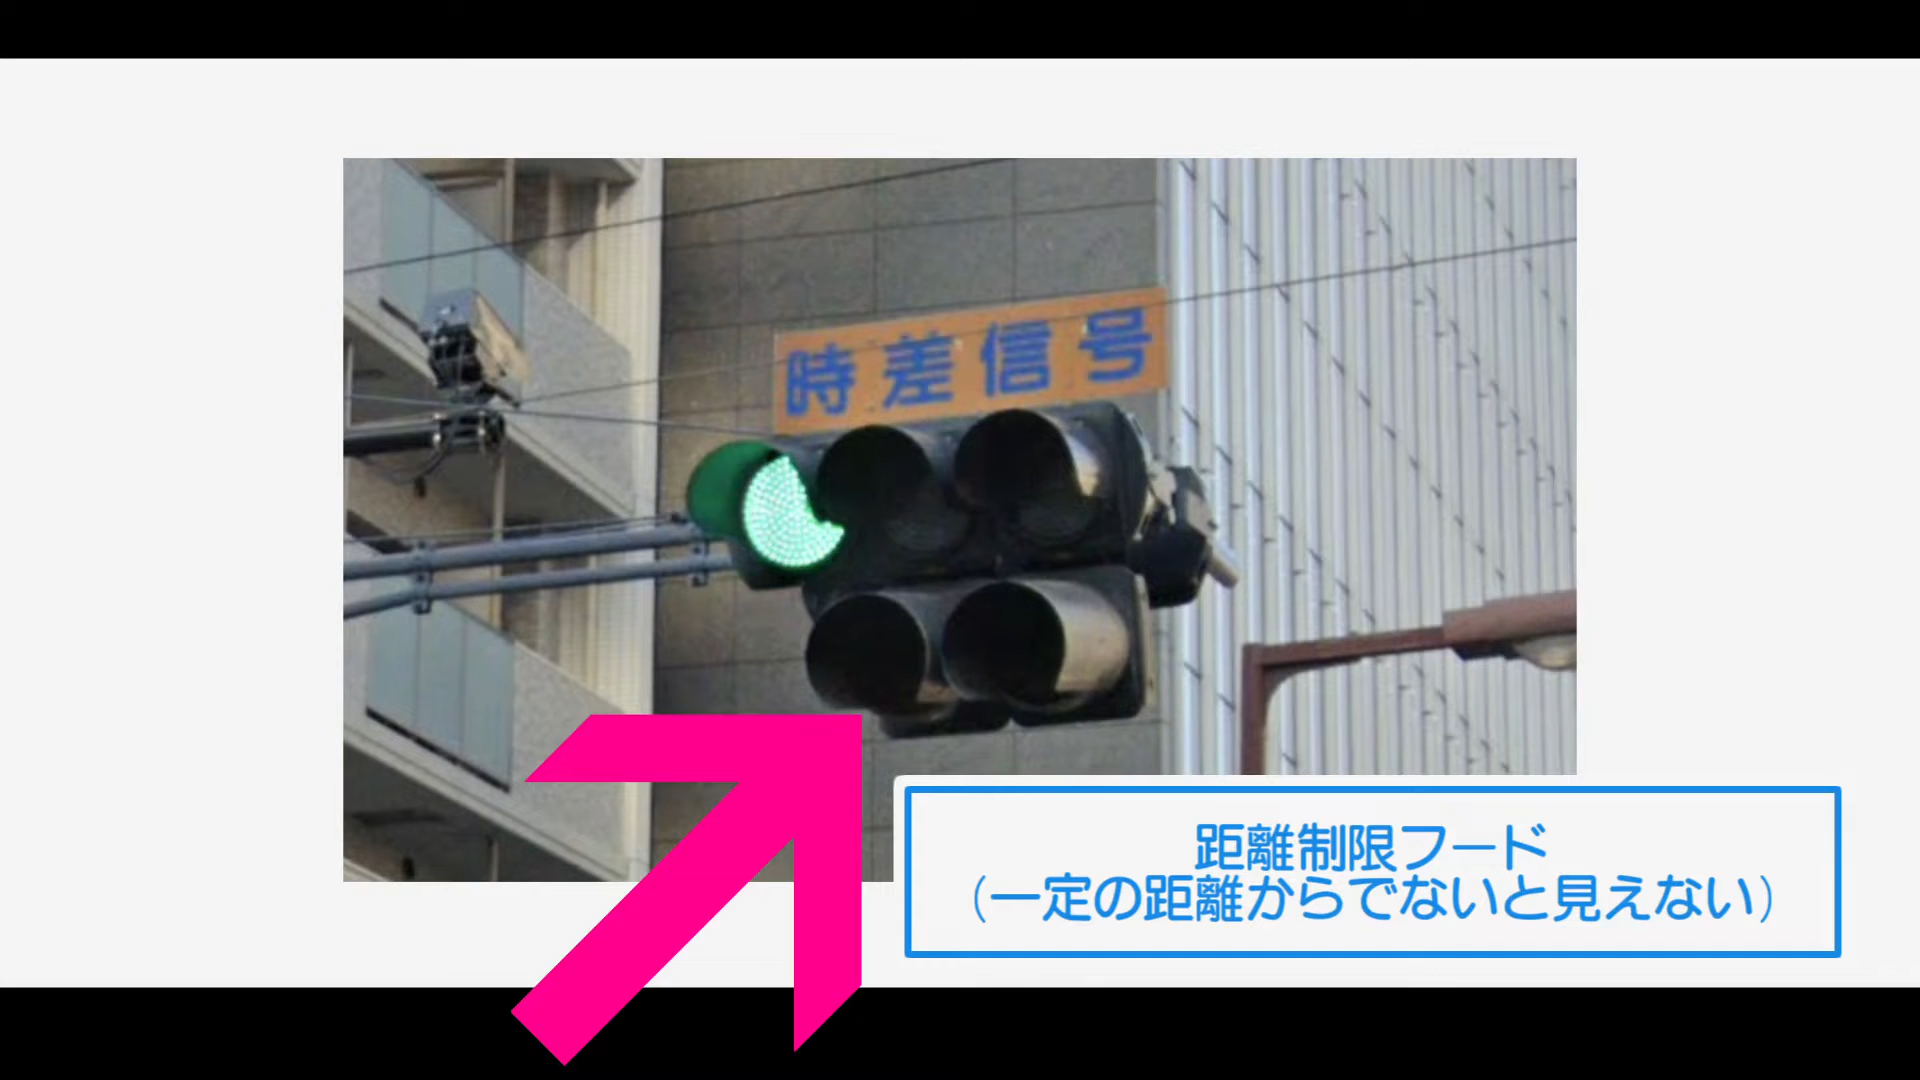 時差信号
距離制限フード
（一定の距離からでないと見えない）